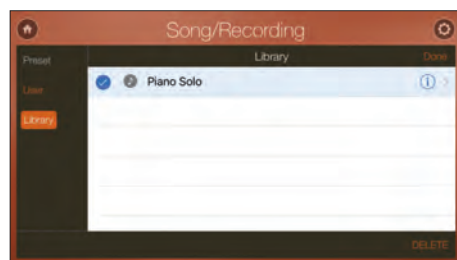 Song/Recording
Preset
Library
Done
User
Piano Solo
Library
DELETE